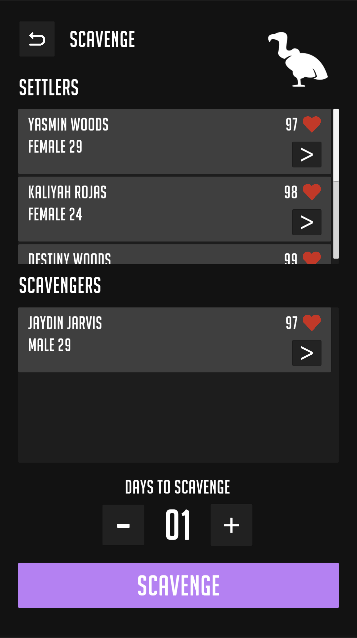 SCAVENGE
SETTLERS
YASMIN WOODS 97
FEMALE 29
>
KALIYAH ROJAS 98
FEMALE 24
>
DESTINY WOODS 99
SCAVENGERS
JAYDIN JARVIS 97
MALE 29
>
DAYS TO SCAVENGE
- 01 +
SCAVENGE